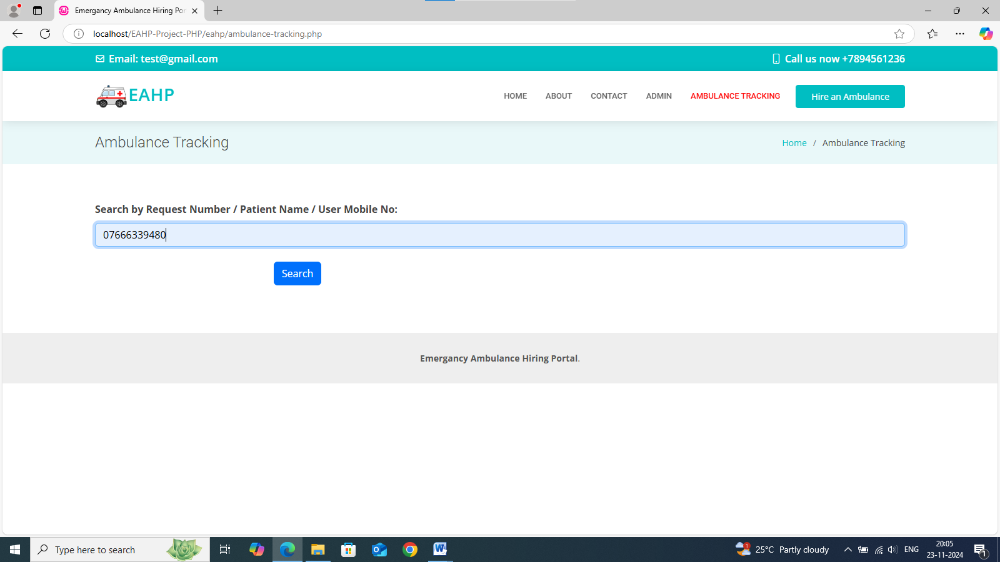 Emergancy Ambulance Hiring Por
localhost/EAHP-Project-PHP/eahp/ambulance-tracking.php
Email: test@gmail.com
Call us now +7894561236
EAHP
HOME ABOUT CONTACT ADMIN AMBULANCE TRACKING Hire an Ambulance
Ambulance Tracking
Home / Ambulance Tracking
Search by Request Number / Patient Name / User Mobile No:
07666339480
Search
Emergancy Ambulance Hiring Portal.
Type here to search
1
25°C Partly cloudy
ENG
20:05
23-11-2024
1